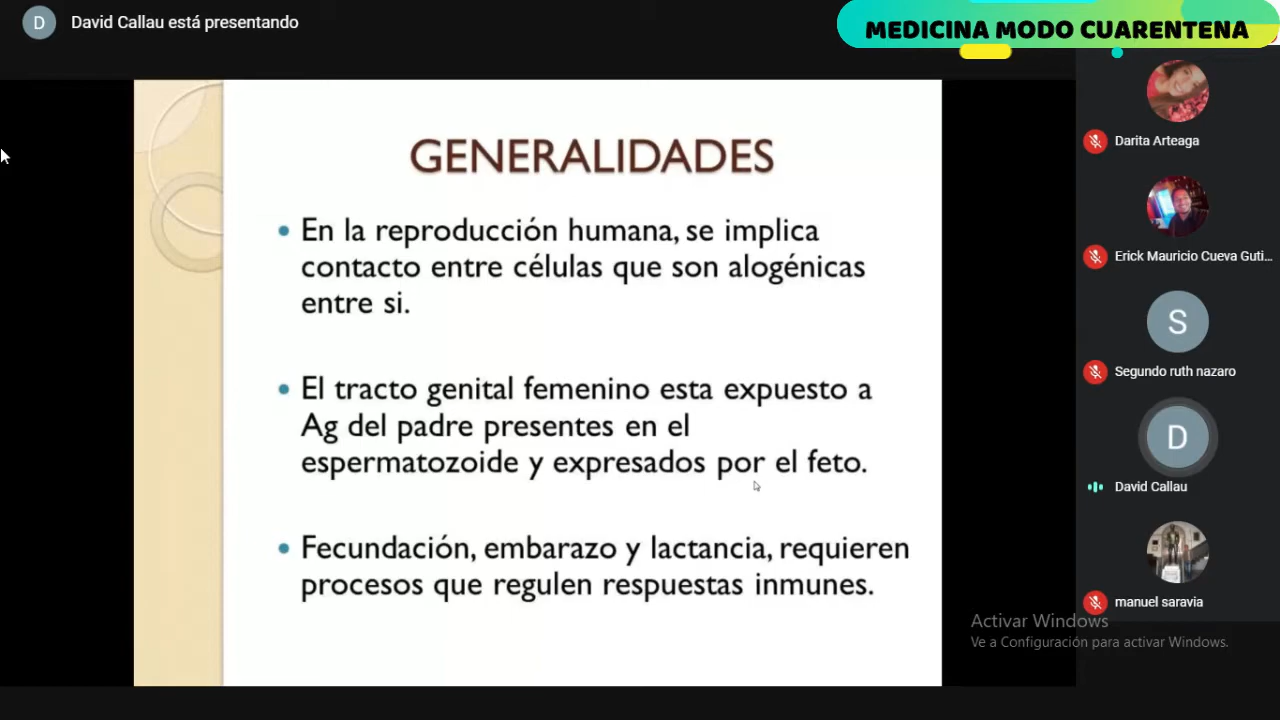 D
David Callau está presentando
MEDICINA MODO CUARENTENA
GENERALIDADES
• En la reproducción humana, se implica
contacto entre células que son alogénicas
entre si.
• El tracto genital femenino esta expuesto a
Ag del padre presentes en el
espermatozoide y expresados por el feto.
• Fecundación, embarazo y lactancia, requieren
procesos que regulen respuestas inmunes.
Darita Arteaga
Erick Mauricio Cueva Guti...
S
Segundo ruth nazaro
D
David Callau
manuel saravia
Activar Windows
Ve a Configuración para activar Windows.